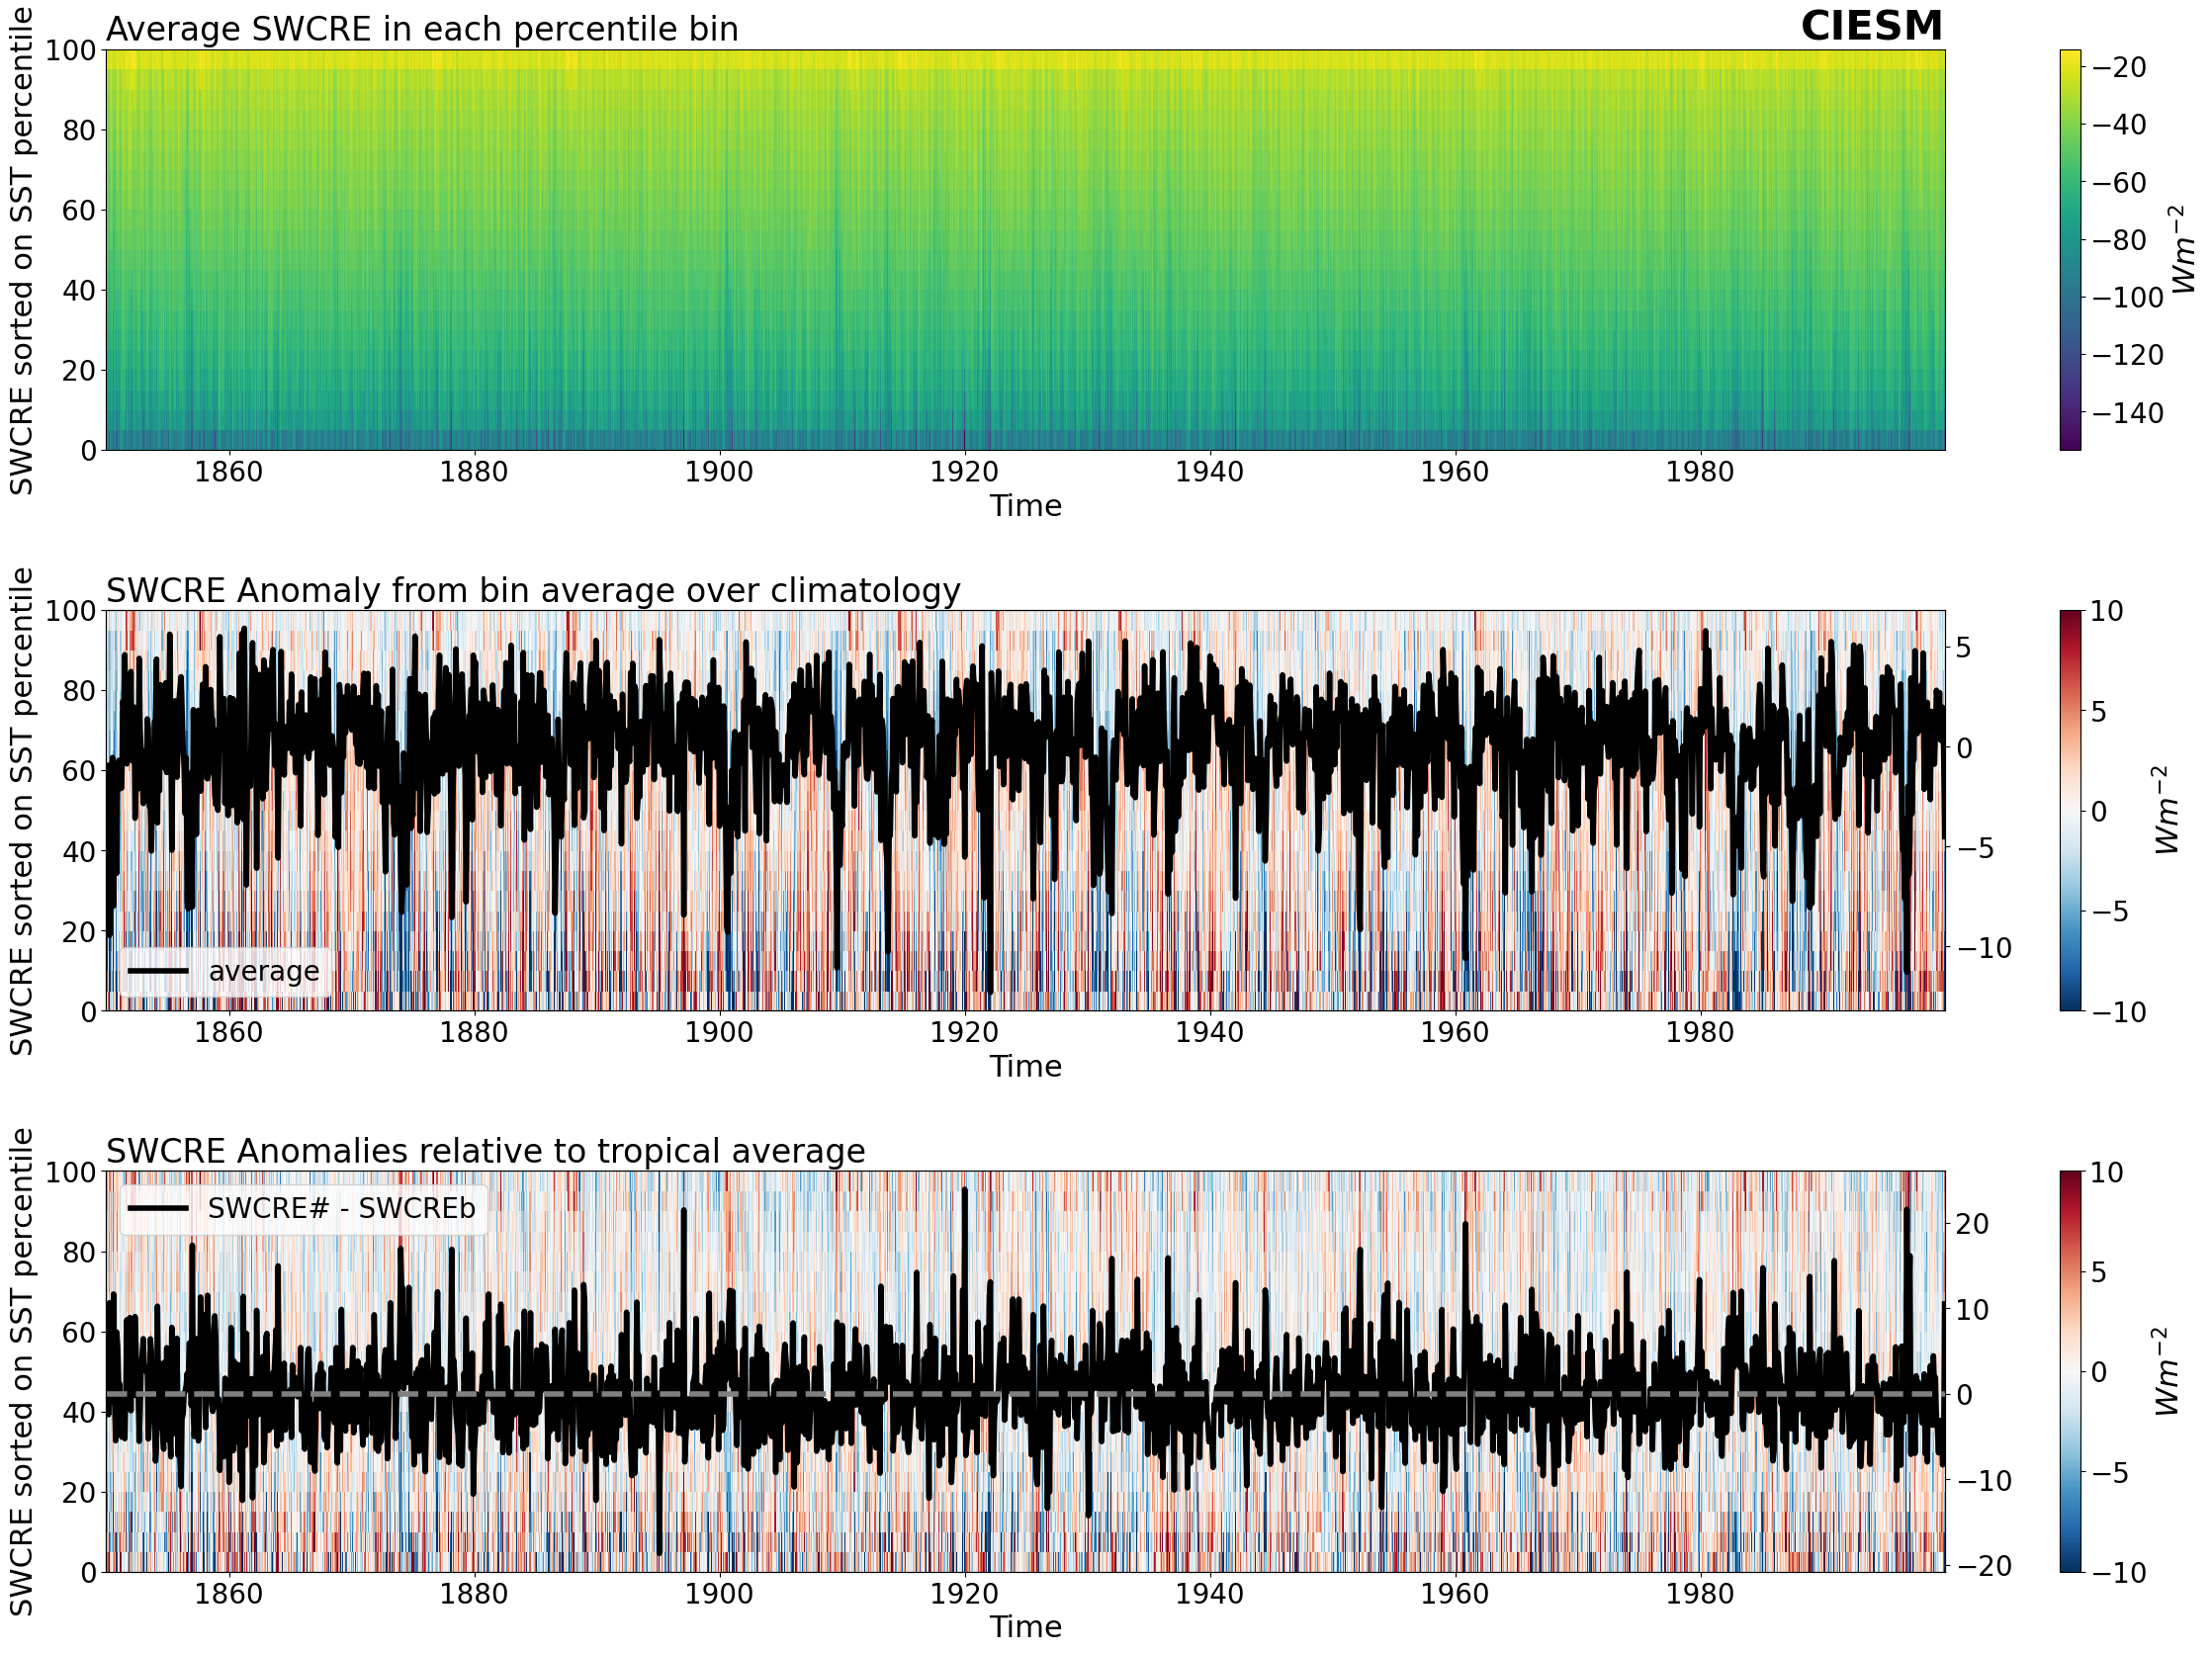 Average SWCRE in each percentile bin
CIESM
SWCRE sorted on SST percentile
100
80
60
40
20
0
1860 1880 1900 1920 1940 1960 1980
Time
−20
−40
−60
−80
−100
−120
−140
Wm⁻²
SWCRE Anomaly from bin average over climatology
SWCRE sorted on SST percentile
100
80
60
40
20
0
average
1860 1880 1900 1920 1940 1960 1980
Time
5
0
−5
−10
10
5
0
−5
−10
Wm⁻²
SWCRE Anomalies relative to tropical average
SWCRE sorted on SST percentile
100
80
60
40
20
0
SWCRE# - SWCREb
1860 1880 1900 1920 1940 1960 1980
Time
20
10
0
−10
−20
10
5
0
−5
−10
Wm⁻²